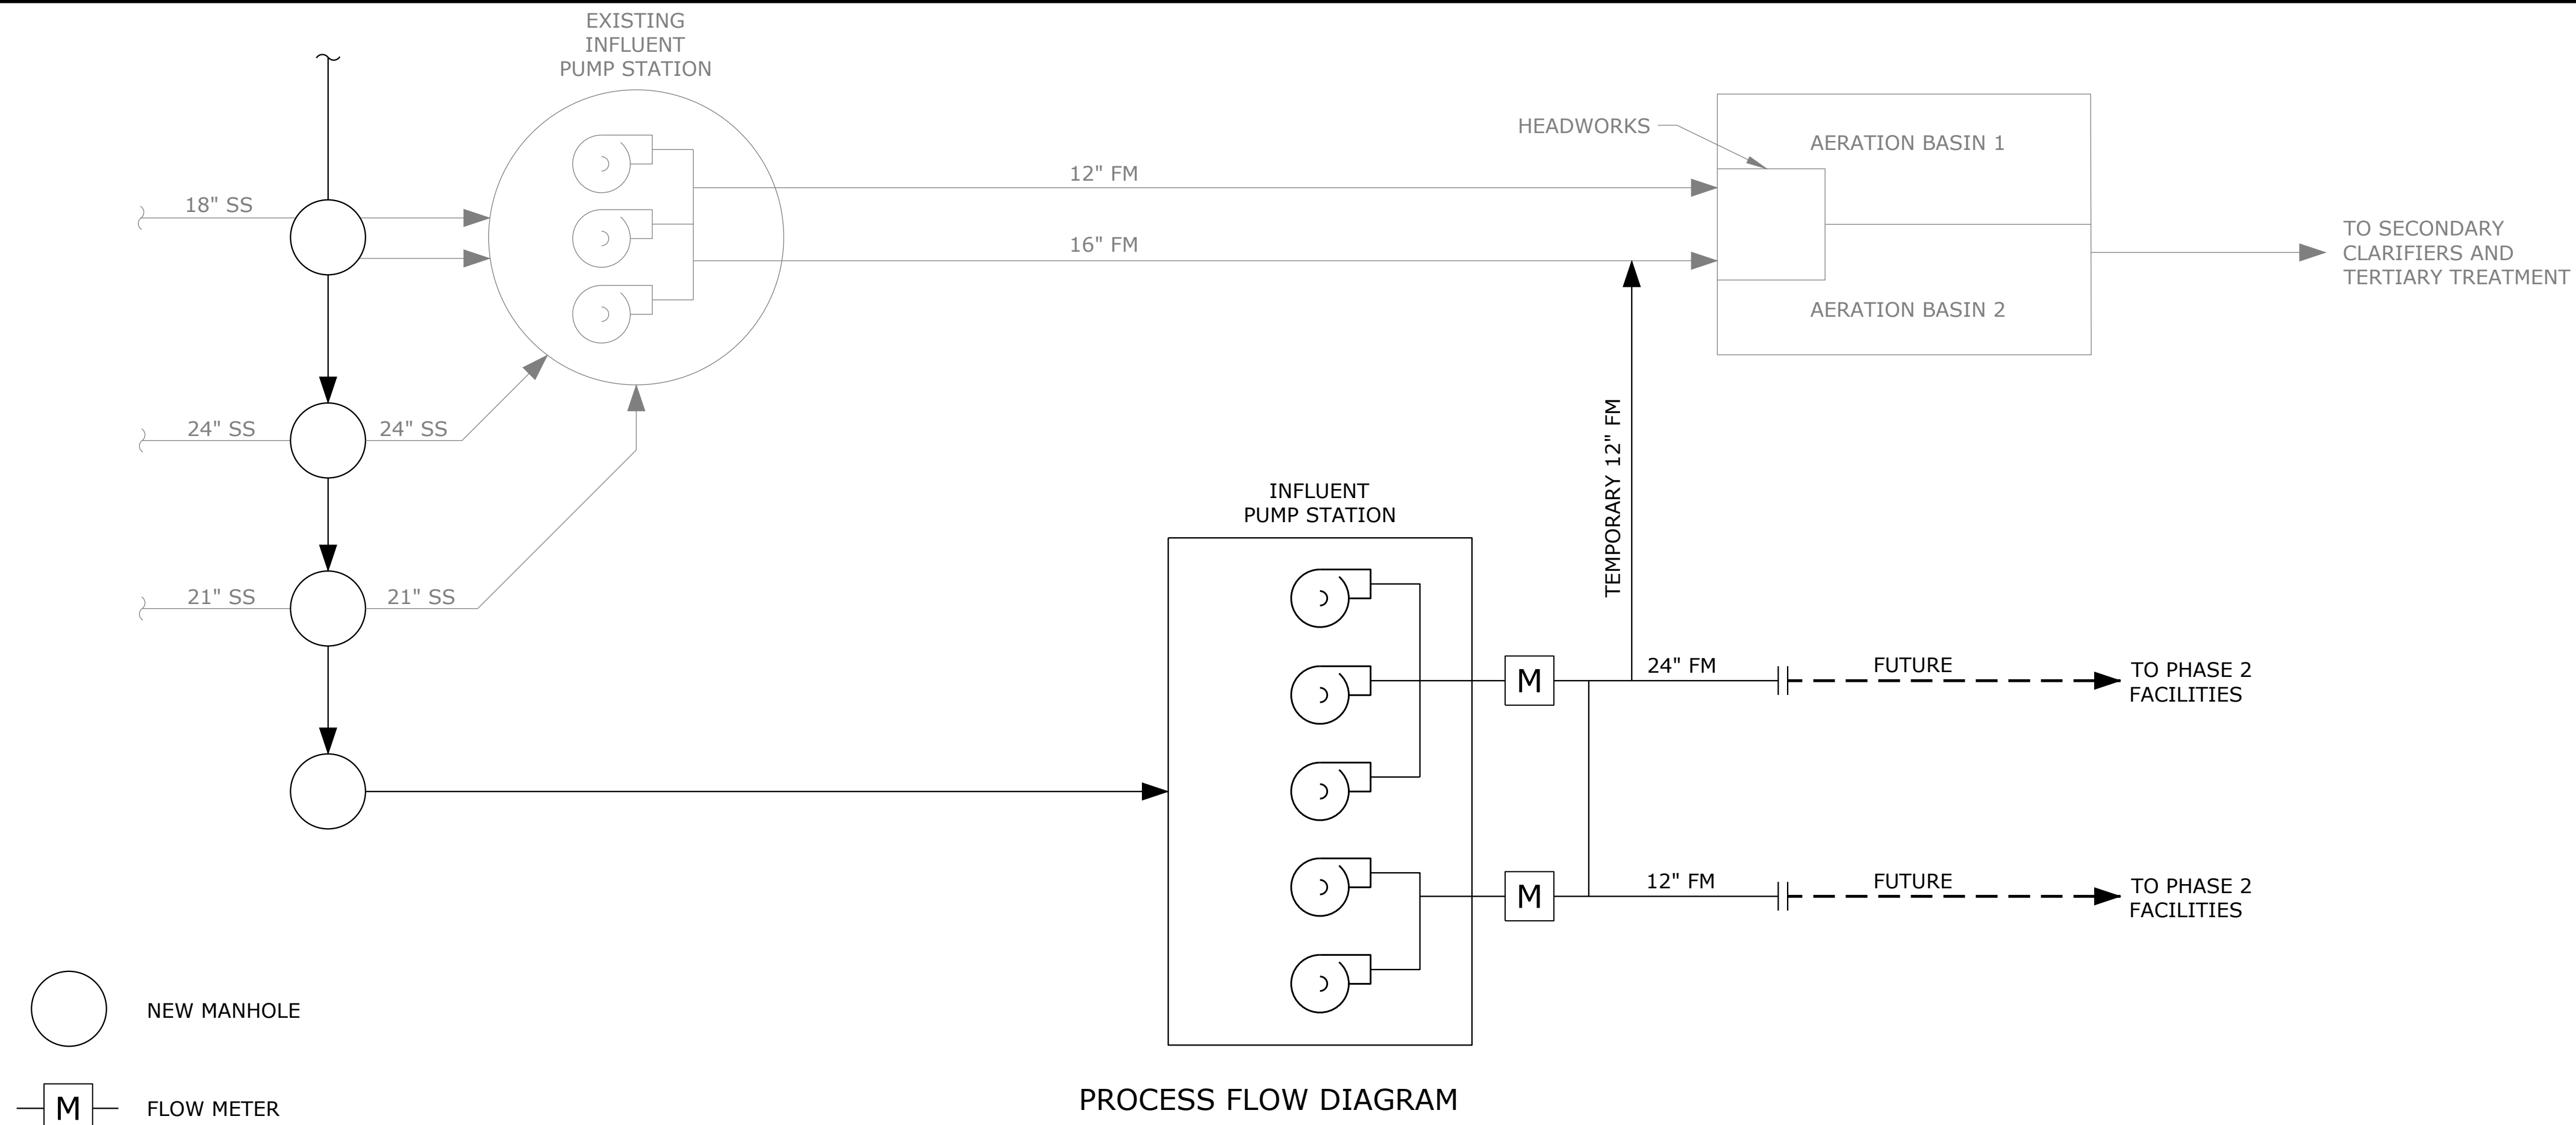 EXISTING
INFLUENT
PUMP STATION
HEADWORKS
AERATION BASIN 1
12" FM
18" SS
16" FM
TO SECONDARY
CLARIFIERS AND
TERTIARY TREATMENT
AERATION BASIN 2
24" SS
24" SS
TEMPORARY 12" FM
INFLUENT
PUMP STATION
21" SS
21" SS
M
24" FM
FUTURE
TO PHASE 2
FACILITIES
M
12" FM
FUTURE
TO PHASE 2
FACILITIES
NEW MANHOLE
M
FLOW METER
PROCESS FLOW DIAGRAM